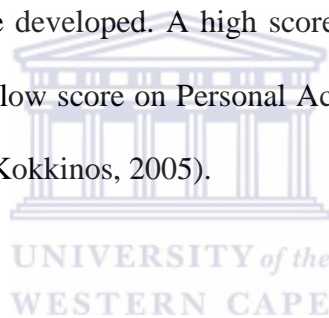 e developed. A high score
low score on Personal Ac
Kokkinos, 2005).
UNIVERSITY of the
WESTERN CAPE